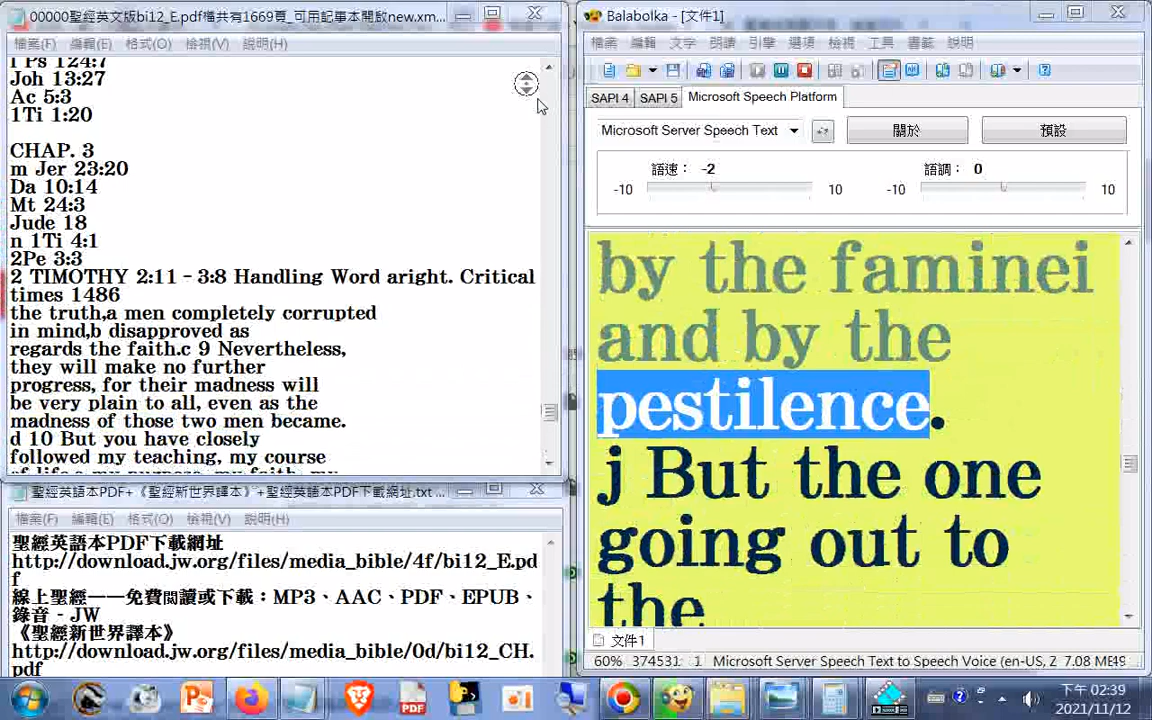 00000聖經英文版bi12_E.pdf檔共有1669頁_可用記事本開啟new.xm...
檔案(F) 編輯(E) 格式(O) 檢視(V) 說明(H)
l Ps 124:7
Joh 13:27
Ac 5:3
1Ti 1:20
CHAP. 3
m Jer 23:20
Da 10:14
Mt 24:3
Jude 18
n 1Ti 4:1
2Pe 3:3
2 TIMOTHY 2:11–3:8 Handling Word aright. Critical
times 1486
the truth,a men completely corrupted
in mind,b disapproved as
regards the faith.c 9 Nevertheless,
they will make no further
progress, for their madness will
be very plain to all, even as the
madness of those two men became.
d 10 But you have closely
followed my teaching, my course
of life,e my purpose, my faith, my
聖經英語本PDF+《聖經新世界譯本》+聖經英語本PDF下載網址.txt ...
檔案(F) 編輯(E) 格式(O) 檢視(V) 說明(H)
聖經英語本PDF下載網址
http://download.jw.org/files/media_bible/4f/bi12_E.pd
f
線上聖經——免費閱讀或下載：MP3、AAC、PDF、EPUB、
錄音 - JW
《聖經新世界譯本》
http://download.jw.org/files/media_bible/0d/bi12_CH.
pdf
Balabolka - [文件1]
檔案 編輯 文字 朗讀 引擎 選項 檢視 工具 書籤 說明
SAPI 4 SAPI 5 Microsoft Speech Platform
Microsoft Server Speech Text 關於 預設
語速： -2 語調： 0
-10 10 -10 10
by the faminei
and by the
pestilence.
j But the one
going out to
the
文件1
60% 374531: 1 Microsoft Server Speech Text to Speech Voice (en-US, Z 7.08 ME49
下午 02:39
2021/11/12